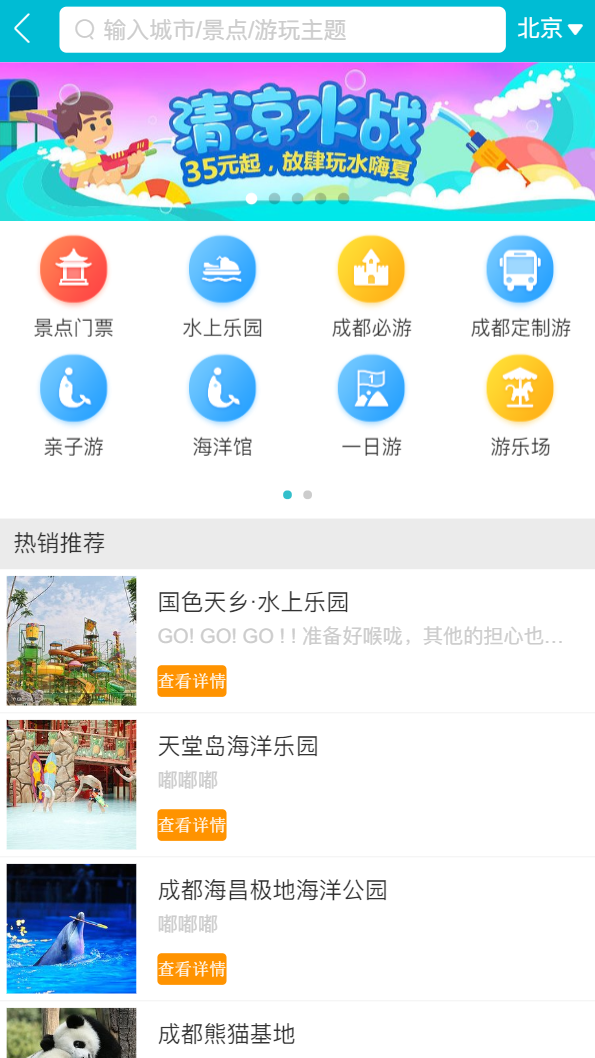 输入城市/景点/游玩主题
北京
清凉水战
35元起，放肆玩水嗨夏
景点门票
水上乐园
成都必游
成都定制游
亲子游
海洋馆
1
一日游
游乐场
热销推荐
国色天乡·水上乐园
GO! GO! GO ! ! 准备好喉咙，其他的担心也…
查看详情
天堂岛海洋乐园
嘟嘟嘟
查看详情
成都海昌极地海洋公园
嘟嘟嘟
查看详情
成都熊猫基地